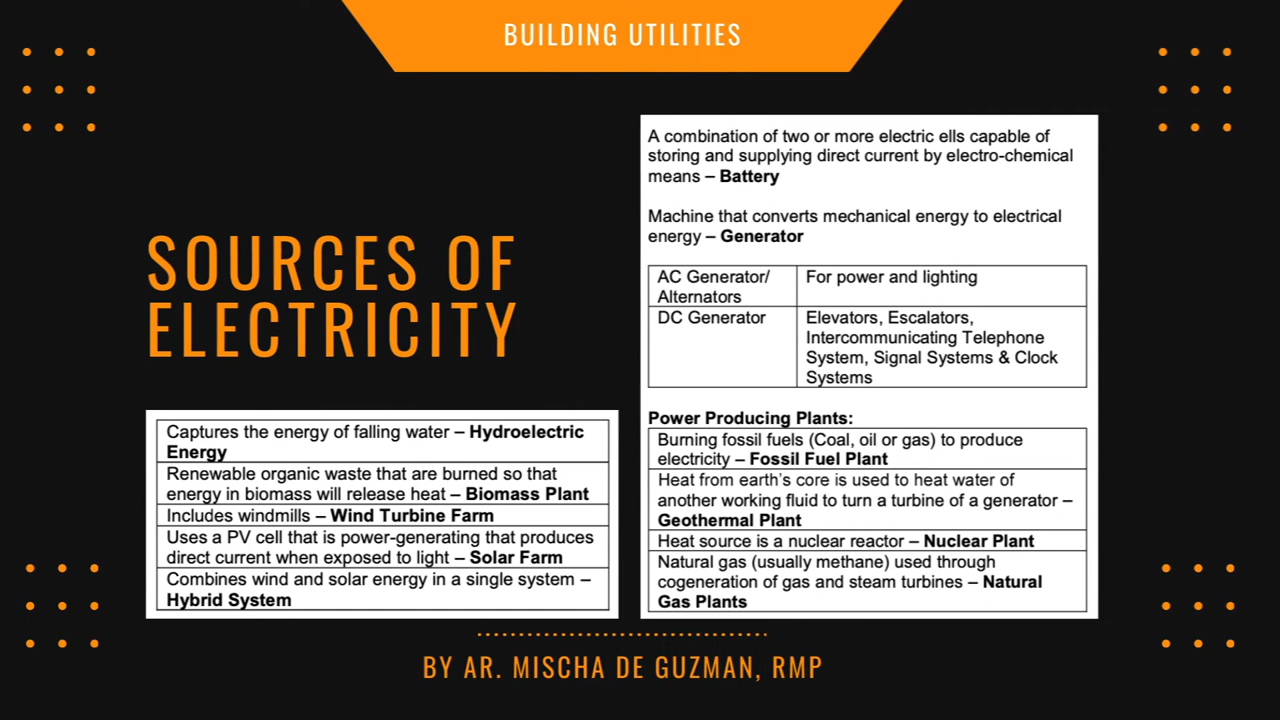 BUILDING UTILITIES
SOURCES OF
ELECTRICITY
Captures the energy of falling water – Hydroelectric
Energy
Renewable organic waste that are burned so that
energy in biomass will release heat – Biomass Plant
Includes windmills – Wind Turbine Farm
Uses a PV cell that is power-generating that produces
direct current when exposed to light – Solar Farm
Combines wind and solar energy in a single system –
Hybrid System
A combination of two or more electric ells capable of
storing and supplying direct current by electro-chemical
means – Battery
Machine that converts mechanical energy to electrical
energy – Generator
AC Generator/
Alternators
For power and lighting
DC Generator
Elevators, Escalators,
Intercommunicating Telephone
System, Signal Systems & Clock
Systems
Power Producing Plants:
Burning fossil fuels (Coal, oil or gas) to produce
electricity – Fossil Fuel Plant
Heat from earth's core is used to heat water of
another working fluid to turn a turbine of a generator –
Geothermal Plant
Heat source is a nuclear reactor – Nuclear Plant
Natural gas (usually methane) used through
cogeneration of gas and steam turbines – Natural
Gas Plants
BY AR. MISCHA DE GUZMAN, RMP